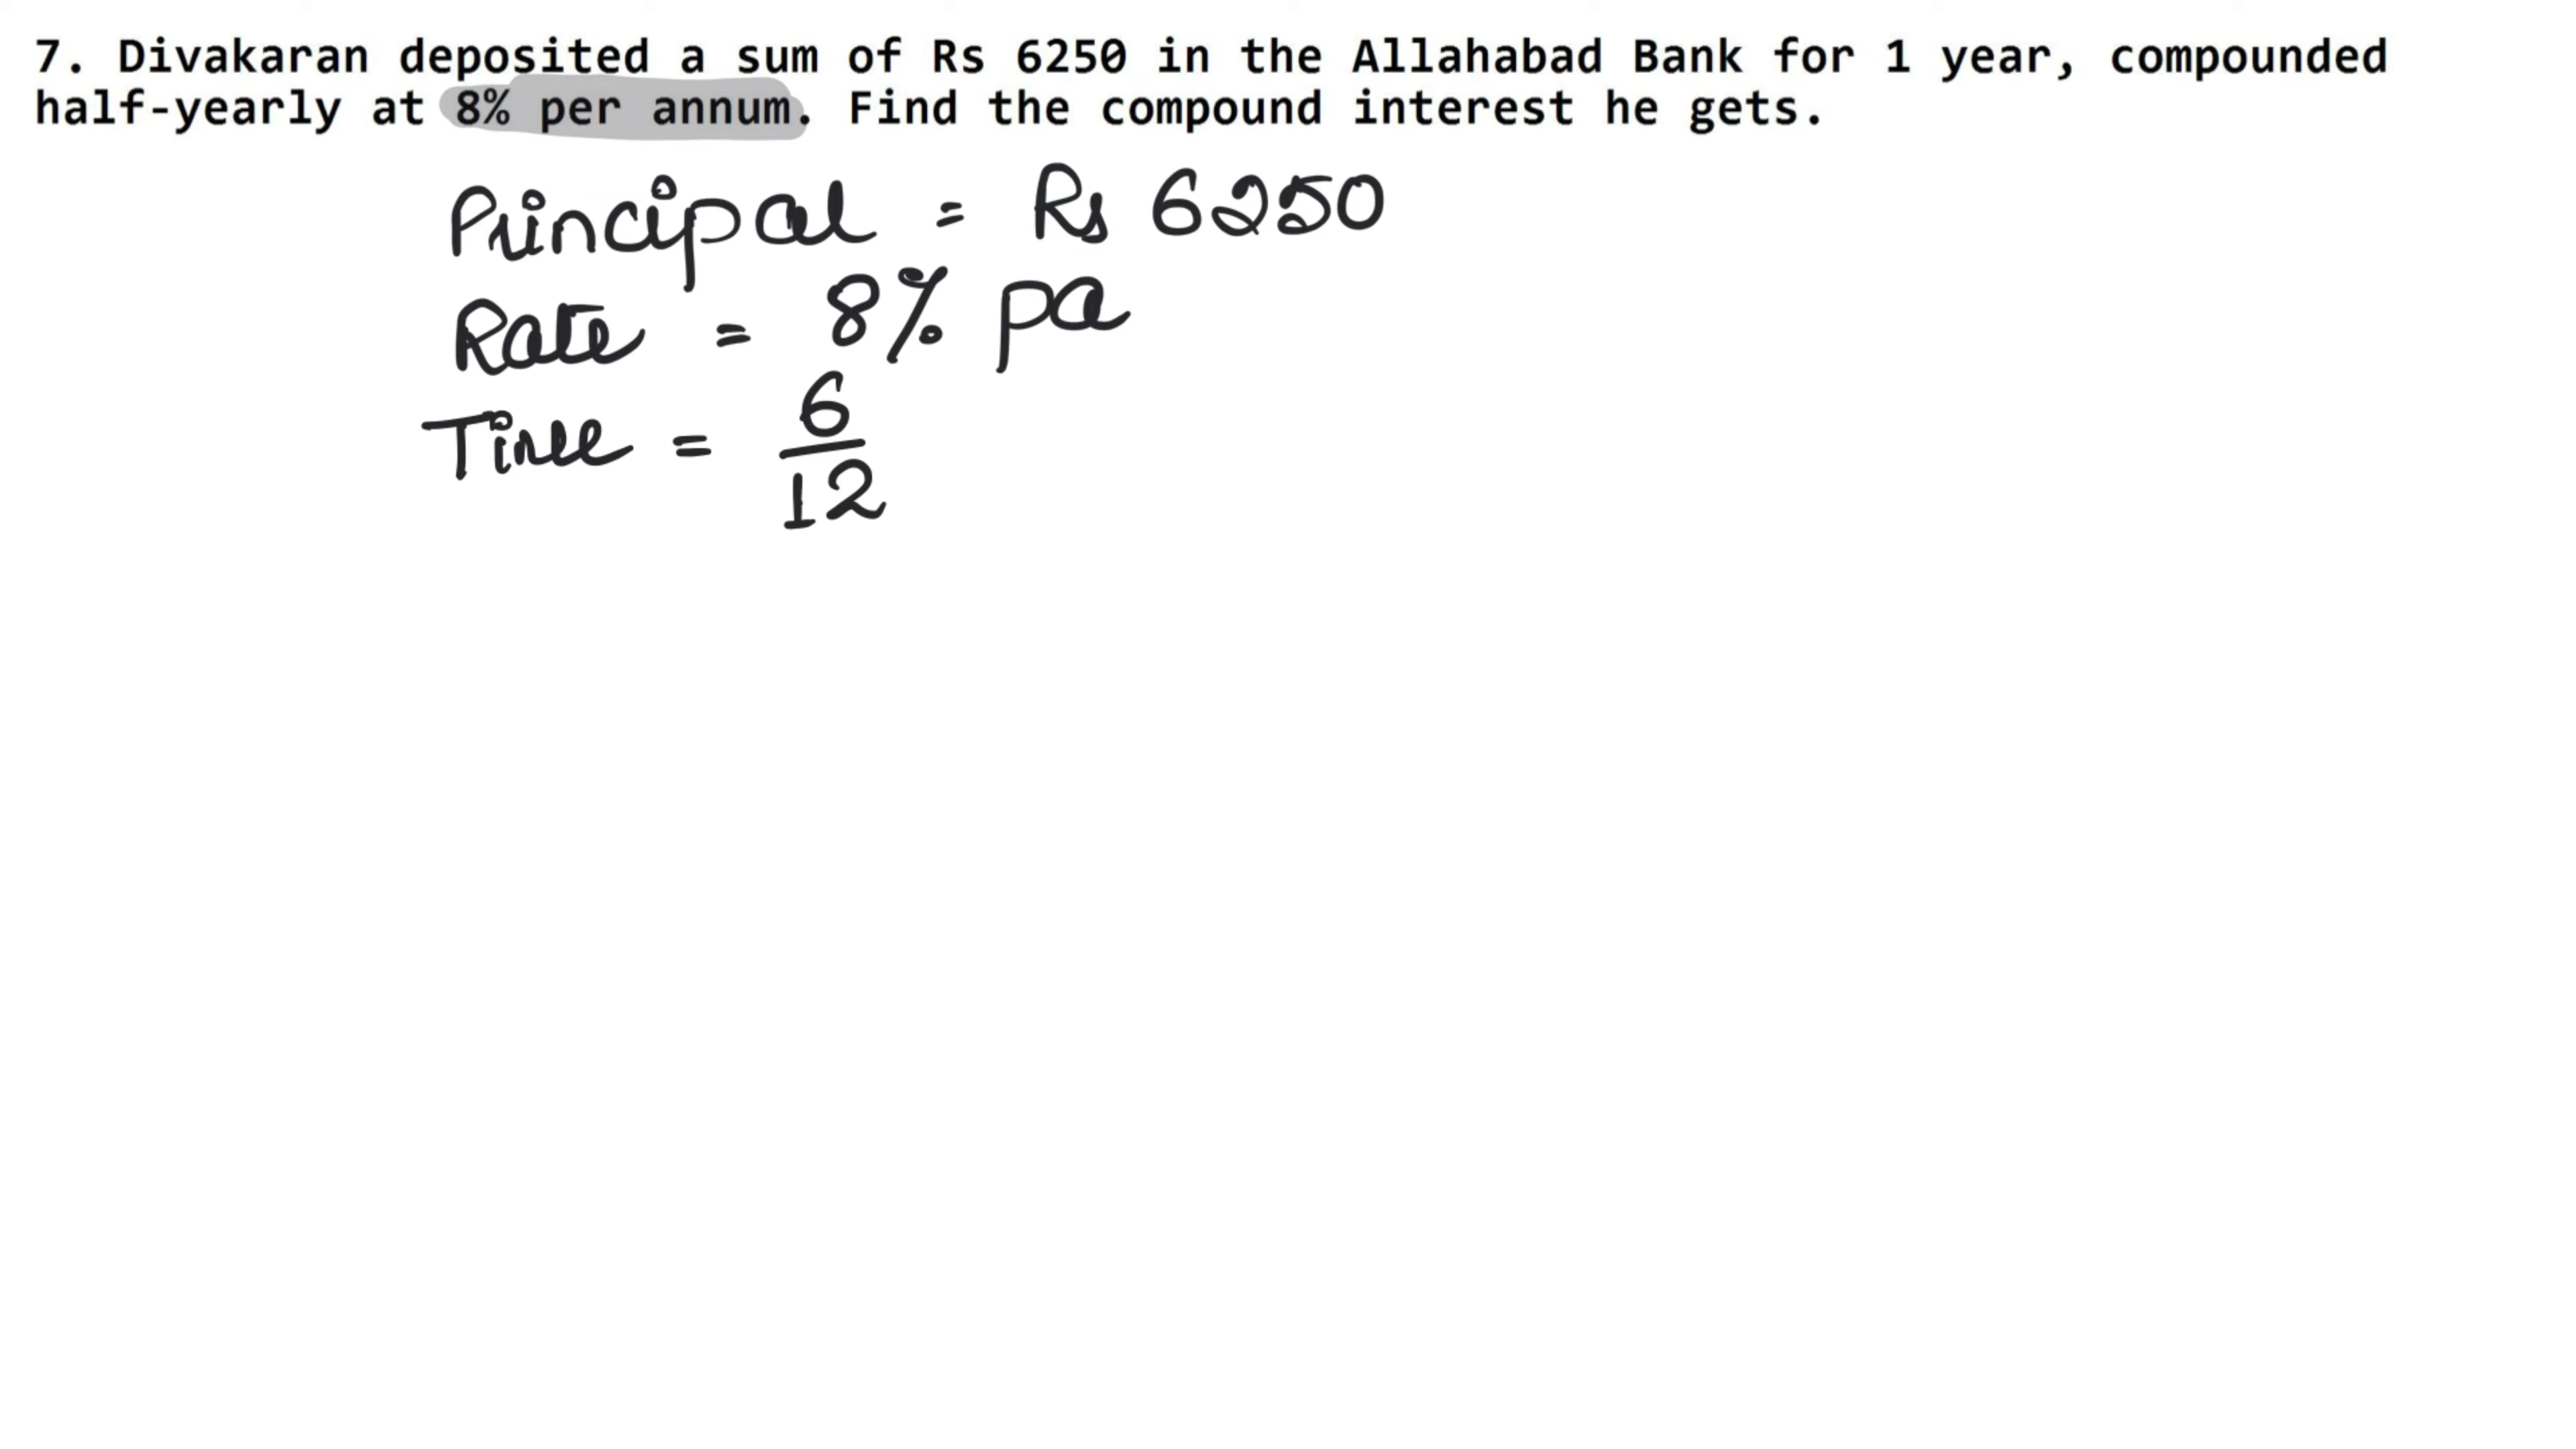 7. Divakaran deposited a sum of Rs 6250 in the Allahabad Bank for 1 year, compounded
half-yearly at 8% per annum. Find the compound interest he gets.
Principal = Rs 6250
Rate = 8% pa
Time = 6/12